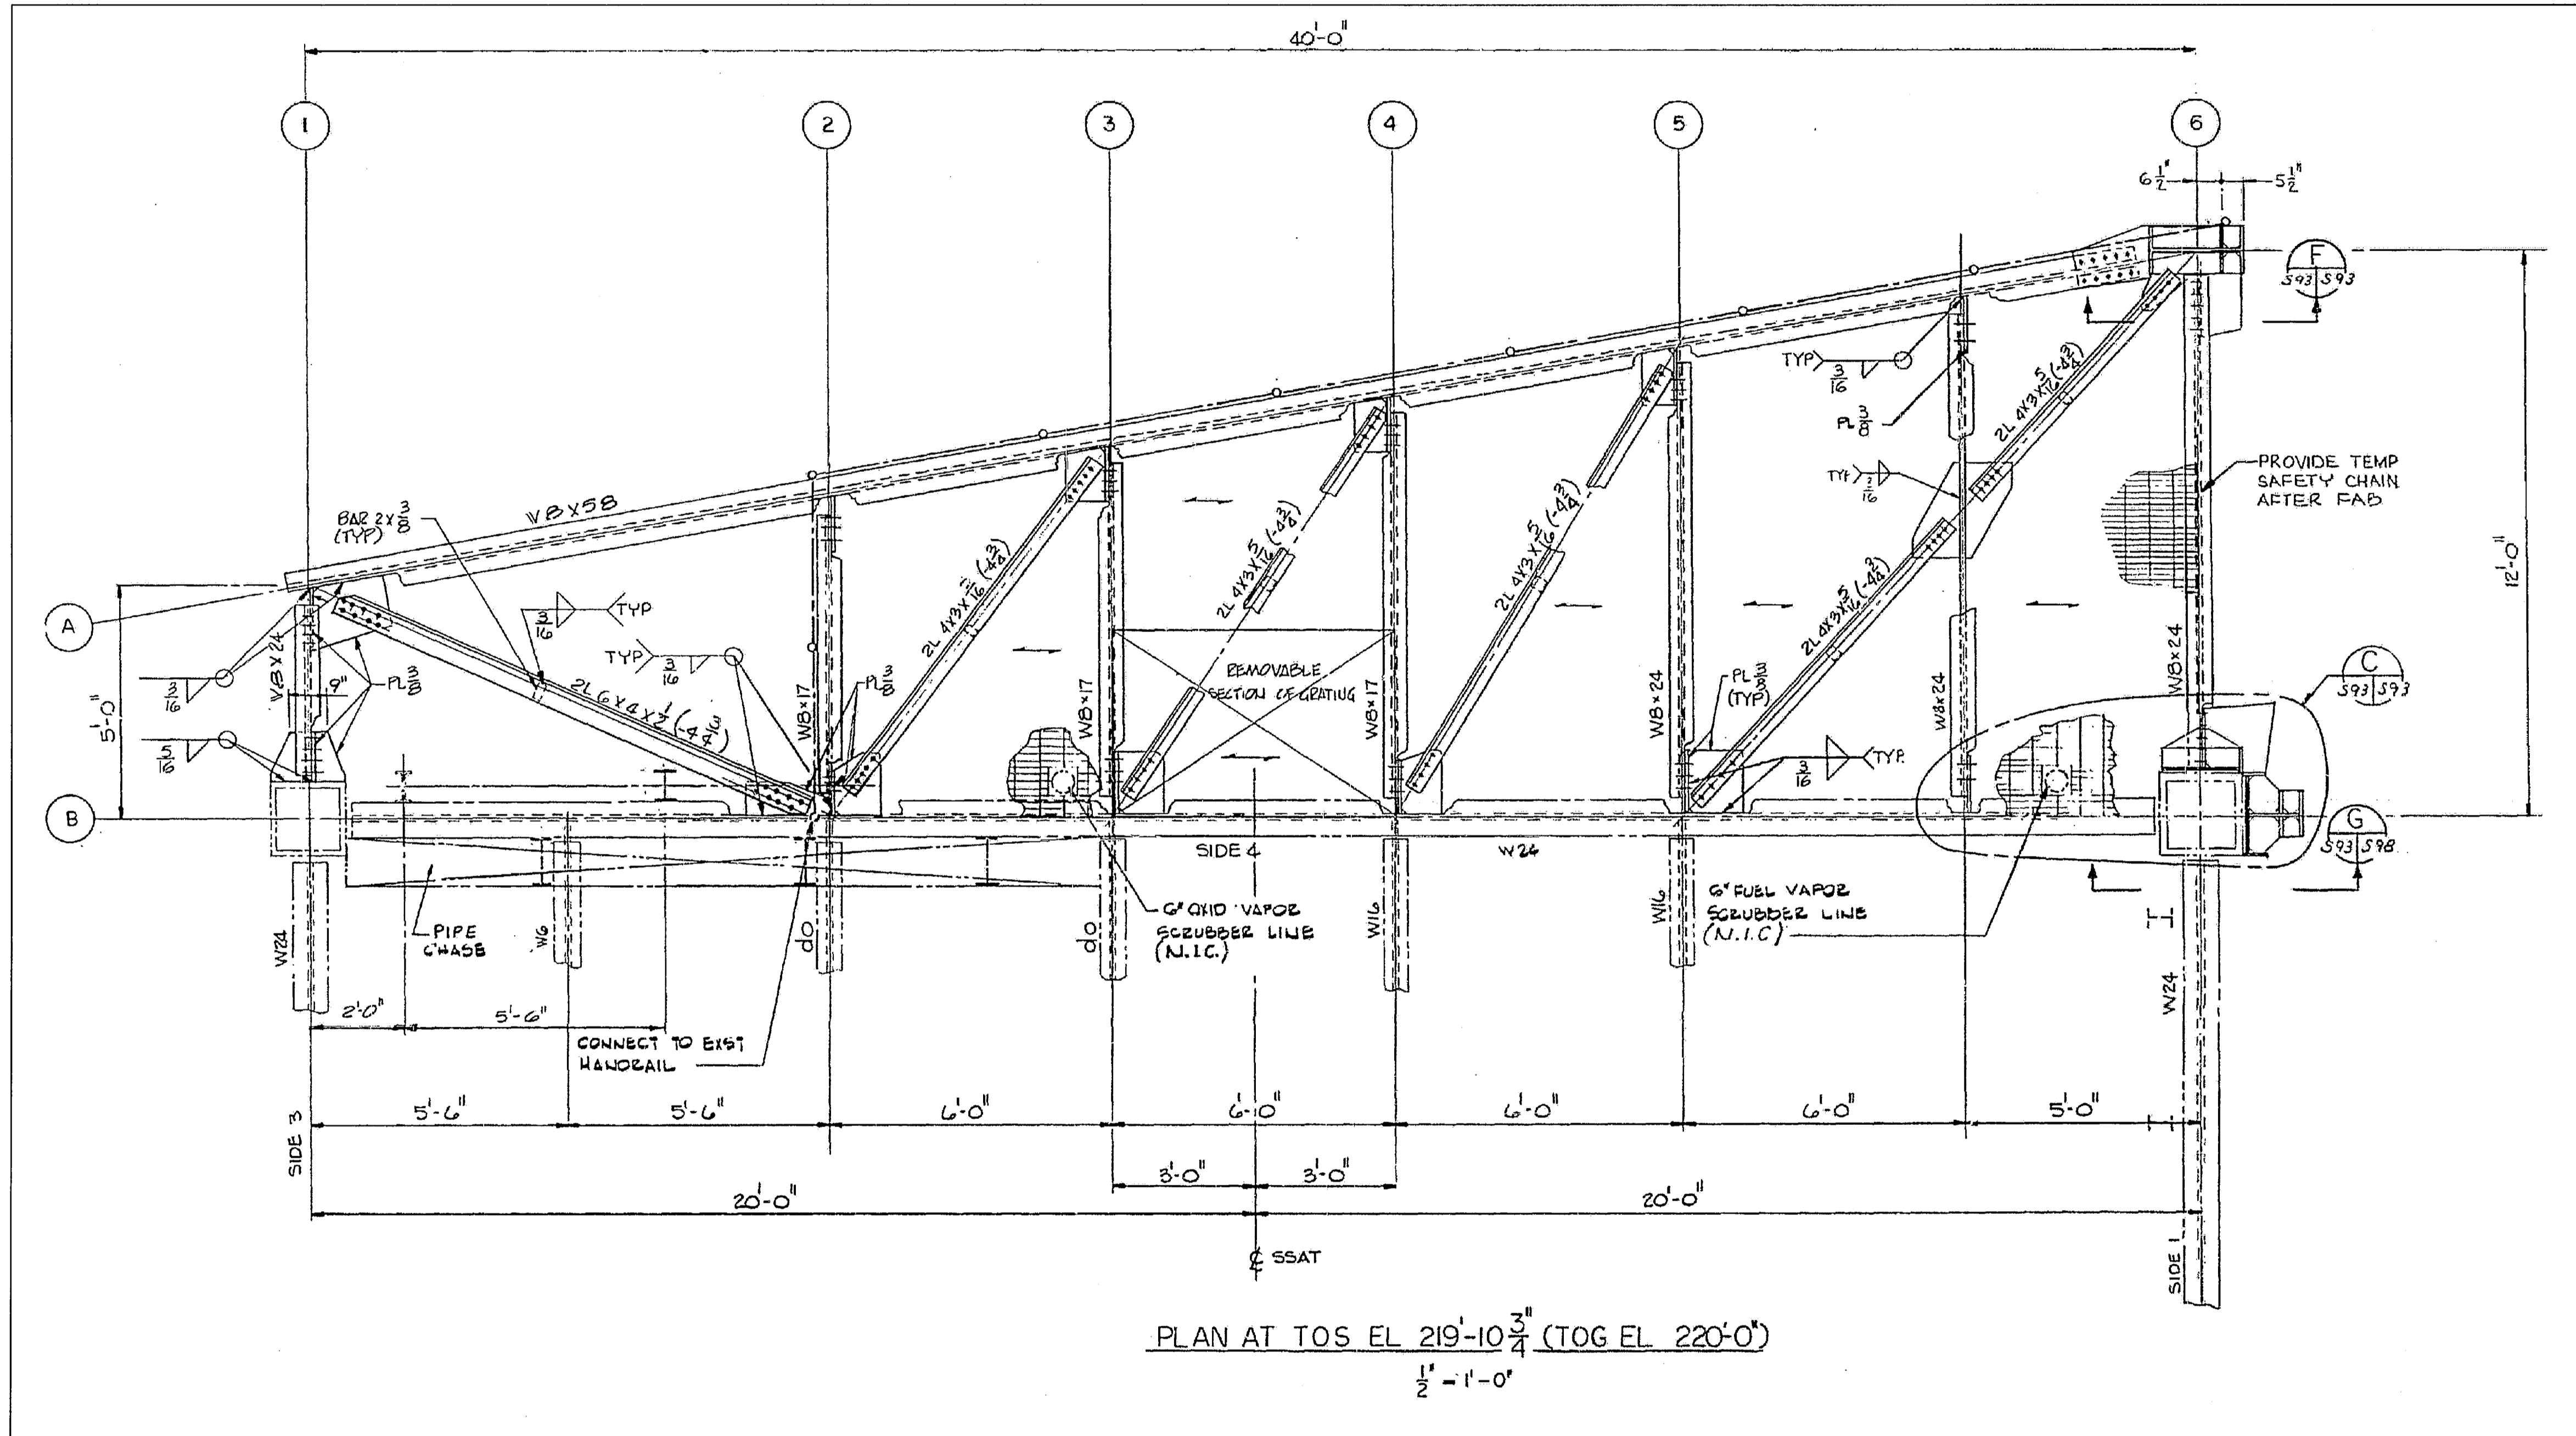 40'-0"
1
2
3
4
5
6
6 1/2"
5 1/2"
F
S93 S93
12'-0"
TYP
3/16
PL 3/8
2L 4X3X5/16 (-4 3/4)
PROVIDE TEMP
SAFETY CHAIN
AFTER FAB
W8X58
BAR 2X3/8
(TYP)
3/16
TYP
TYP
3/16
A
5'-0"
W8X24
3/16
9"
PL 3/8
5/16
2L 6X4X1/2 (-4 3/4)
W8X17
PL 3/8
2L 4X3X5/16 (-4 3/4)
W8X17
2L 4X3X5/16 (-4 3/4)
REMOVABLE
SECTION OF GRATING
W8X17
2L 4X3X5/16 (-4 3/4)
W8X24
PL 3/8
(TYP)
2L 4X3X5/16 (-4 3/4)
3/16
TYP.
W8X24
W8X24
C
S93 S93
B
SIDE 4
W24
G
S93 S98
PIPE
CHASE
W24
W6
do
do
6" OXID VAPOR
SCRUBBER LINE
(N.I.C.)
W16
W16
6" FUEL VAPOR
SCRUBBER LINE
(N.I.C)
W24
2'-0"
5'-6"
CONNECT TO EXST
HANDRAIL
5'-6"
5'-6"
6'-0"
6'-0"
6'-0"
6'-0"
5'-0"
SIDE 3
3'-0"
3'-0"
20'-0"
20'-0"
SIDE 1
℄ SSAT
PLAN AT TOS EL 219'-10 3/4" (TOG EL 220'-0")
1/2" = 1'-0"